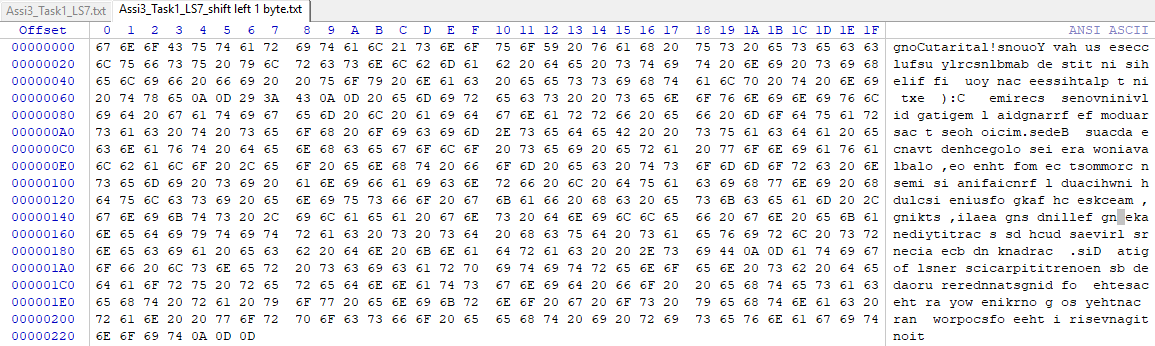 Assi3_Task1_LS7.txt Assi3_Task1_LS7_shift left 1 byte.txt
Offset 0 1 2 3 4 5 6 7 8 9 A B C D E F 10 11 12 13 14 15 16 17 18 19 1A 1B 1C 1D 1E 1F ANSI ASCII
00000000 67 6E 6F 43 75 74 61 72 69 74 61 6C 21 73 6E 6F 75 6F 59 20 76 61 68 20 75 73 20 65 73 65 63 63 gnoCutarital!snouoY vah us esecc
00000020 6C 75 66 73 75 20 79 6C 72 63 73 6E 6C 62 6D 61 62 20 64 65 20 73 74 69 74 20 6E 69 20 73 69 68 lufsu ylrcsnlbmab de stit ni sih
00000040 65 6C 69 66 20 66 69 20 20 75 6F 79 20 6E 61 63 20 65 65 73 73 69 68 74 61 6C 70 20 74 20 6E 69 elif fi  uoy nac eessihtalp t ni
00000060 20 74 78 65 0A 0D 29 3A 43 0A 0D 20 65 6D 69 72 65 63 73 20 20 73 65 6E 6F 76 6E 69 6E 69 76 6C txe ):C emirecs senovninivl
00000080 69 64 20 67 61 74 69 67 65 6D 20 6C 20 61 69 64 67 6E 61 72 72 20 66 65 66 20 6D 6F 64 75 61 72 id gatigem l aidgnarrf ef moduar
000000A0 73 61 63 20 74 20 73 65 6F 68 20 6F 69 63 69 6D 2E 73 65 64 65 42 20 20 73 75 61 63 64 61 20 65 sac t seoh oicim.sedeB  suacda e
000000C0 63 6E 61 76 74 20 64 65 6E 68 63 65 67 6F 6C 6F 20 73 65 69 20 65 72 61 20 77 6F 6E 69 61 76 61 cnavt denhcegolo sei era woniava
000000E0 6C 62 61 6C 6F 20 2C 65 6F 20 65 6E 68 74 20 66 6F 6D 20 65 63 20 74 73 6F 6D 6D 6F 72 63 20 6E lbalo ,eo enht fom ec tsommorc n
00000100 73 65 6D 69 20 73 69 20 61 6E 69 66 61 69 63 6E 72 66 20 6C 20 64 75 61 63 69 68 77 6E 69 20 68 semi si anifaicnrf l duacihwni h
00000120 64 75 6C 73 63 69 20 65 6E 69 75 73 66 6F 20 67 6B 61 66 20 68 63 20 65 73 6B 63 65 61 6D 20 2C dulsci eniusfo gkaf hc eskceam ,
00000140 67 6E 69 6B 74 73 20 2C 69 6C 61 65 61 20 67 6E 73 20 64 6E 69 6C 6C 65 66 20 67 6E 20 65 6B 61 gnikts ,ilaea gns dnillef gn eka
00000160 6E 65 64 69 79 74 69 74 72 61 63 20 73 20 73 64 20 68 63 75 64 20 73 61 65 76 69 72 6C 20 73 72 nediytitrac s sd hcud saevirl sr
00000180 6E 65 63 69 61 20 65 63 62 20 64 6E 20 6B 6E 61 64 72 61 63 20 20 2E 73 69 44 0A 0D 61 74 69 67 necia ecb dn knadrac  .siD atig
000001A0 6F 66 20 6C 73 6E 65 72 20 73 63 69 63 61 72 70 69 74 69 74 72 65 6E 6F 65 6E 20 73 62 20 64 65 of lsner scicarpititrenoen sb de
000001C0 64 61 6F 72 75 20 72 65 72 65 64 6E 6E 61 74 73 67 6E 69 64 20 66 6F 20 20 65 68 74 65 73 61 63 daoru rerednnatsgnid fo  ehtesac
000001E0 65 68 74 20 72 61 20 79 6F 77 20 65 6E 69 6B 72 6E 6F 20 67 20 6F 73 20 79 65 68 74 6E 61 63 20 eht ra yow enikrno g os yehtnac
00000200 72 61 6E 20 20 77 6F 72 70 6F 63 73 66 6F 20 65 65 68 74 20 69 20 72 69 73 65 76 6E 61 67 69 74 ran  worpocsfo eeht i risevnagit
00000220 6E 6F 69 74 0A 0D 0D noit